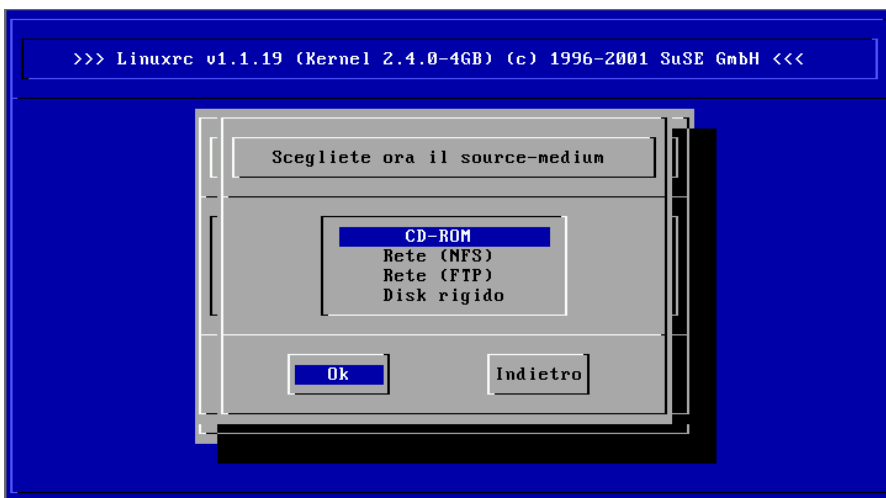 >>> Linuxrc v1.1.19 (Kernel 2.4.0-4GB) (c) 1996-2001 SuSE GmbH <<<
Scegliete ora il source-medium
CD-ROM
Rete (NFS)
Rete (FTP)
Disk rigido
Ok
Indietro